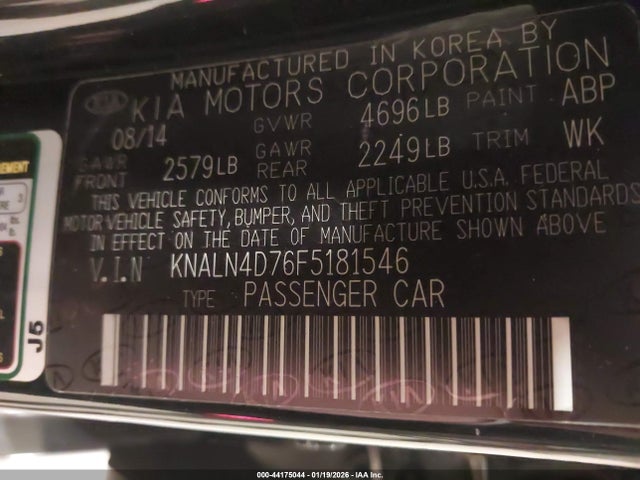 MANUFACTURED IN KOREA BY
KIA KIA MOTORS CORPORATION
08/14 GVWR 4696LB PAINT ABP
GAWR FRONT 2579LB GAWR REAR 2249LB TRIM WK
THIS VEHICLE CONFORMS TO ALL APPLICABLE U.S.A. FEDERAL
MOTOR VEHICLE SAFETY, BUMPER, AND THEFT PREVENTION STANDARDS
IN EFFECT ON THE DATE OF MANUFACTURE SHOWN ABOVE
V.I.N KNALN4D76F5181546
TYPE PASSENGER CAR
J5
000-44175044 - 01/19/2026 - IAA Inc.